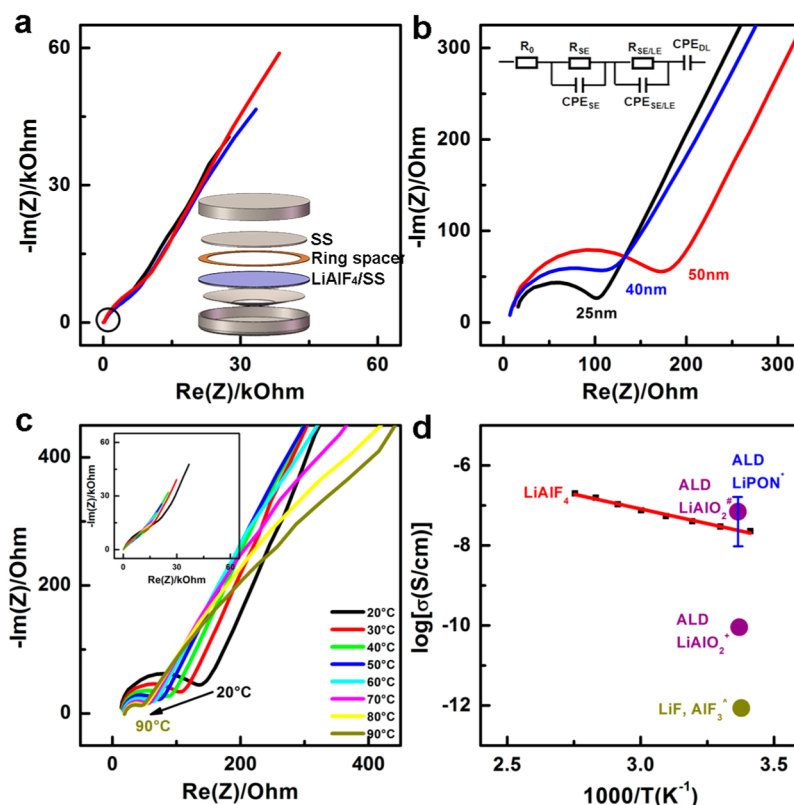 a
60
30
0
-Im(Z)/kOhm
SS
Ring spacer
LiAlF4/SS
0 30 60
Re(Z)/kOhm
b
300
200
100
0
-Im(Z)/Ohm
R0 RSE RSE/LE CPEDL
CPESE CPESE/LE
50nm
40nm
25nm
0 100 200 300
Re(Z)/Ohm
c
400
200
0
-Im(Z)/Ohm
60
30
0
-Im(Z)/kOhm
0 30 60
Re(Z)/kOhm
20°C
30°C
40°C
50°C
60°C
70°C
80°C
90°C
20°C
90°C
0 200 400
Re(Z)/Ohm
d
-6
-8
-10
-12
log[σ(S/cm)]
LiAlF4
ALD
LiAlO2#
ALD
LiPON*
ALD
LiAlO2+
LiF, AlF3^
2.5 3.0 3.5
1000/T(K-1)